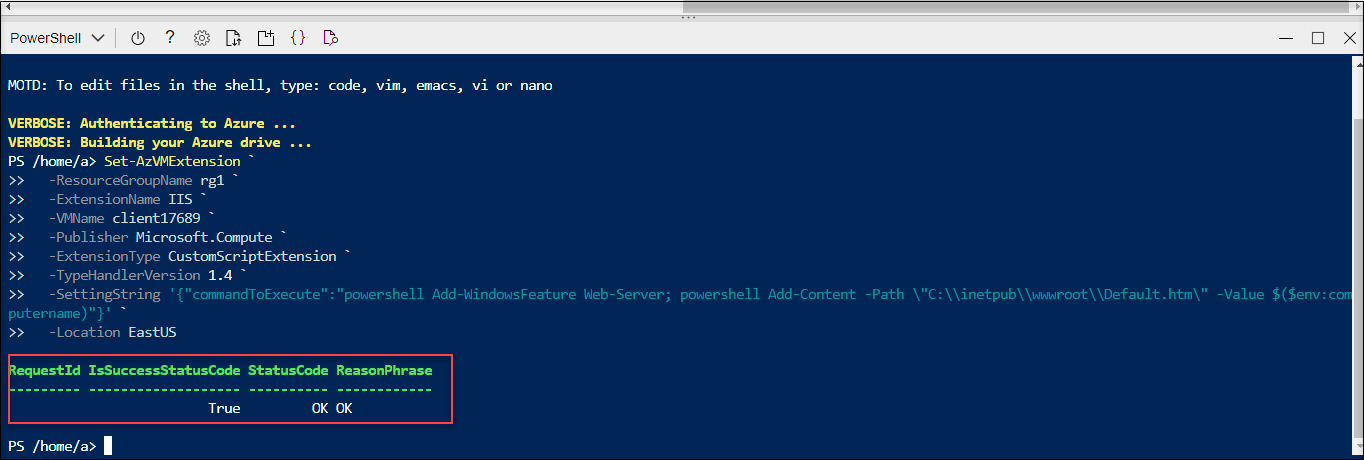 PowerShell
MOTD: To edit files in the shell, type: code, vim, emacs, vi or nano
VERBOSE: Authenticating to Azure ...
VERBOSE: Building your Azure drive ...
PS /home/a> Set-AzVMExtension `
>>   -ResourceGroupName rg1 `
>>   -ExtensionName IIS `
>>   -VMName client17689 `
>>   -Publisher Microsoft.Compute `
>>   -ExtensionType CustomScriptExtension `
>>   -TypeHandlerVersion 1.4 `
>>   -SettingString '{"commandToExecute":"powershell Add-WindowsFeature Web-Server; powershell Add-Content -Path \"C:\\inetpub\\wwwroot\\Default.htm\" -Value $($env:com
putername)"}' `
>>   -Location EastUS
RequestId IsSuccessStatusCode StatusCode ReasonPhrase
--------- ------------------- ---------- ------------
                         True         OK OK
PS /home/a>